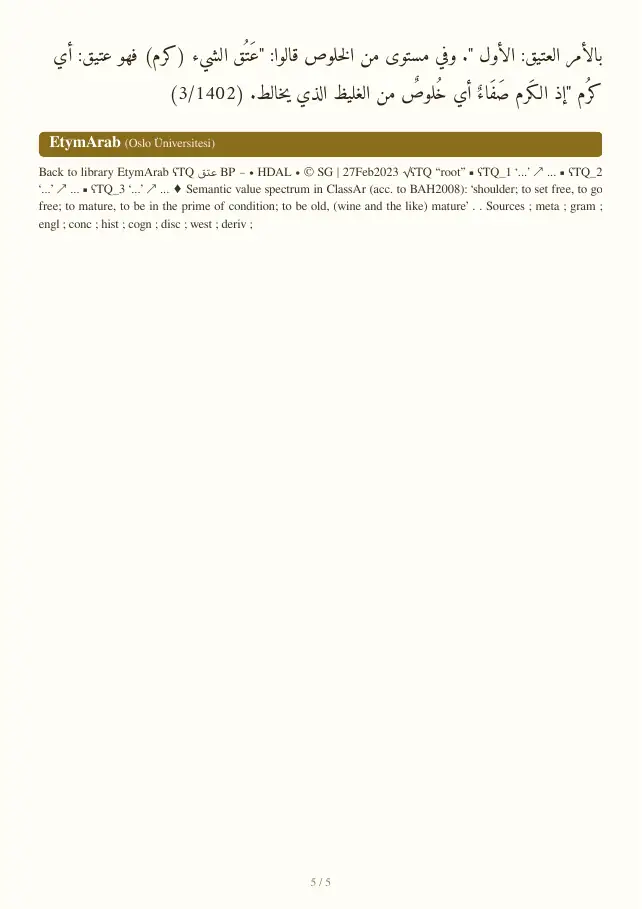 بالأمر العتيق: الأول ". وفي مستوى من الخلوص قالوا: "عَتُق الشيء (كرم) فهو عتيق: أي
كرُم "إذ الكَرم صَفَاءٌ أي خُلوصٌ من الغليظ الذي يخالط. (3/1402)
EtymArab (Oslo Üniversitesi)
Back to library EtymArab ʕTQ عتق BP – • HDAL • © SG | 27Feb2023 √ʕTQ “root” ▪ ʕTQ_1 ‘...’ ↗ ... ▪ ʕTQ_2
‘...’ ↗ ... ▪ ʕTQ_3 ‘...’ ↗ ... ♦ Semantic value spectrum in ClassAr (acc. to BAH2008): ‘shoulder; to set free, to go
free; to mature, to be in the prime of condition; to be old, (wine and the like) mature’ . . Sources ; meta ; gram ;
engl ; conc ; hist ; cogn ; disc ; west ; deriv ;
5 / 5